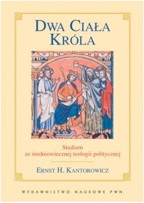 DWA CIAŁA
KRÓLA
Studium
ze średniowiecznej teologii politycznej
ERNST H. KANTOROWICZ
WYDAWNICTWO NAUKOWE PWN